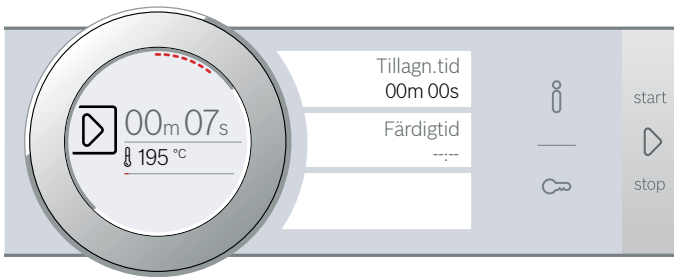 00m 07s
195 °C
Tillagn.tid
00m 00s
Färdigtid
--:--
start
stop